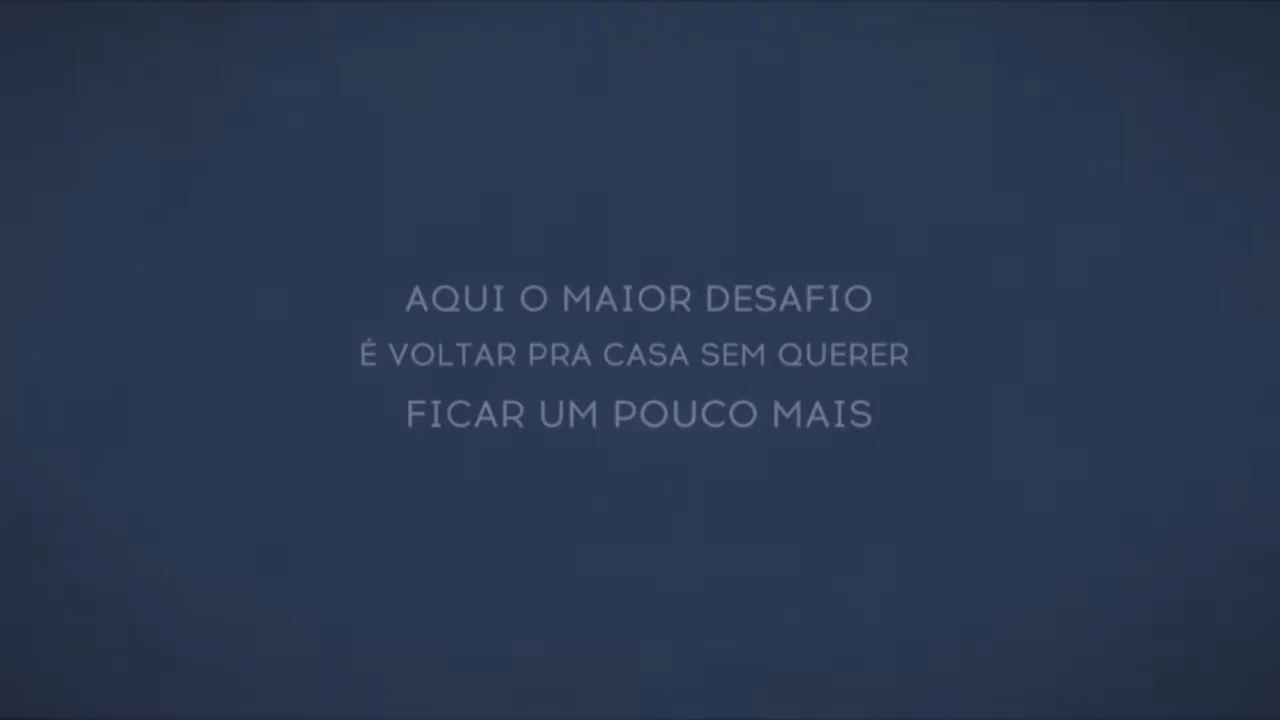 AQUI O MAIOR DESAFIO
É VOLTAR PRA CASA SEM QUERER
FICAR UM POUCO MAIS